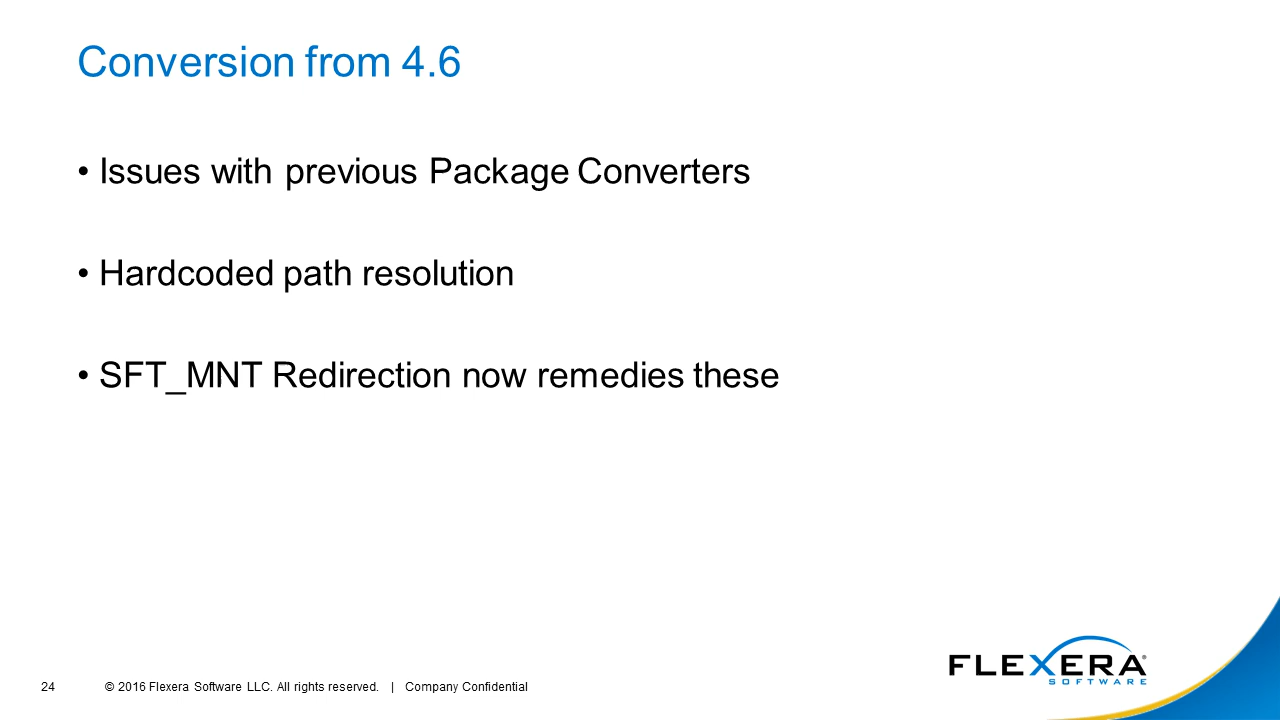 Conversion from 4.6
• Issues with previous Package Converters
• Hardcoded path resolution
• SFT_MNT Redirection now remedies these
FLEXERA
SOFTWARE
24 © 2016 Flexera Software LLC. All rights reserved. | Company Confidential